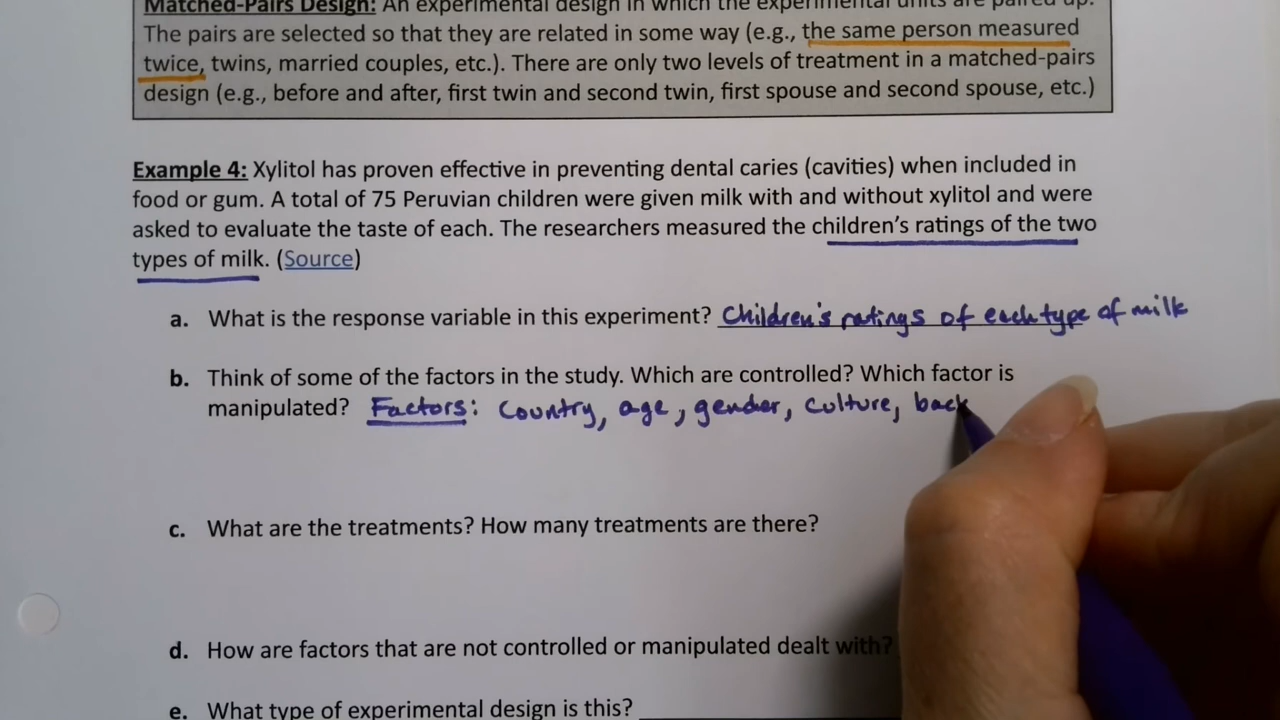 Matched-Pairs Design: An experimental design in which the experimental units are paired up.
The pairs are selected so that they are related in some way (e.g., the same person measured
twice, twins, married couples, etc.). There are only two levels of treatment in a matched-pairs
design (e.g., before and after, first twin and second twin, first spouse and second spouse, etc.)
Example 4: Xylitol has proven effective in preventing dental caries (cavities) when included in
food or gum. A total of 75 Peruvian children were given milk with and without xylitol and were
asked to evaluate the taste of each. The researchers measured the children's ratings of the two
types of milk. (Source)
a. What is the response variable in this experiment? Children's ratings of each type of milk
b. Think of some of the factors in the study. Which are controlled? Which factor is
manipulated? Factors: Country, age, gender, culture, back
c. What are the treatments? How many treatments are there?
d. How are factors that are not controlled or manipulated dealt with?
e. What type of experimental design is this?